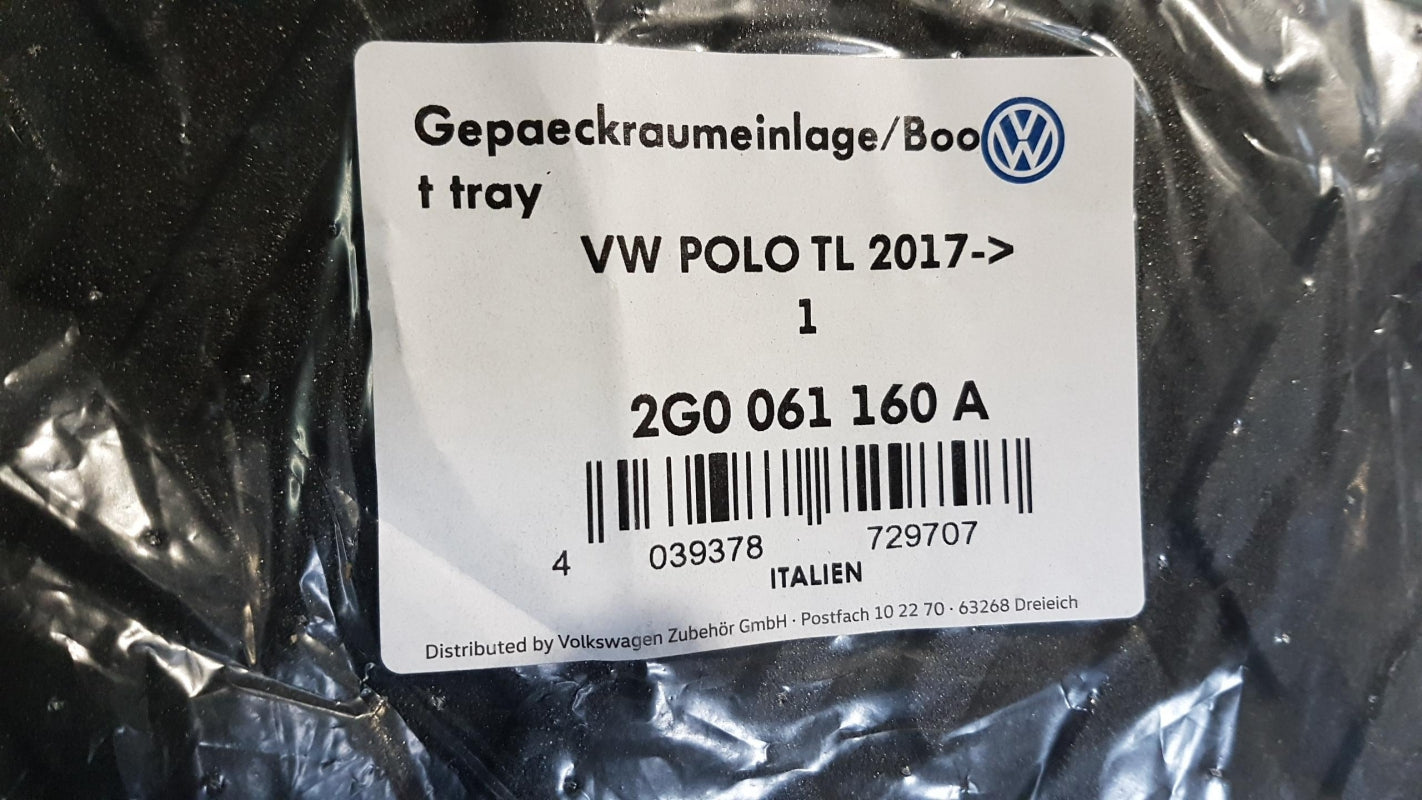 Gepaeckraumeinlage/Boo
t tray
VW POLO TL 2017->
1
2G0 061 160 A
4 039378 729707
ITALIEN
Distributed by Volkswagen Zubehör GmbH · Postfach 10 22 70 · 63268 Dreieich